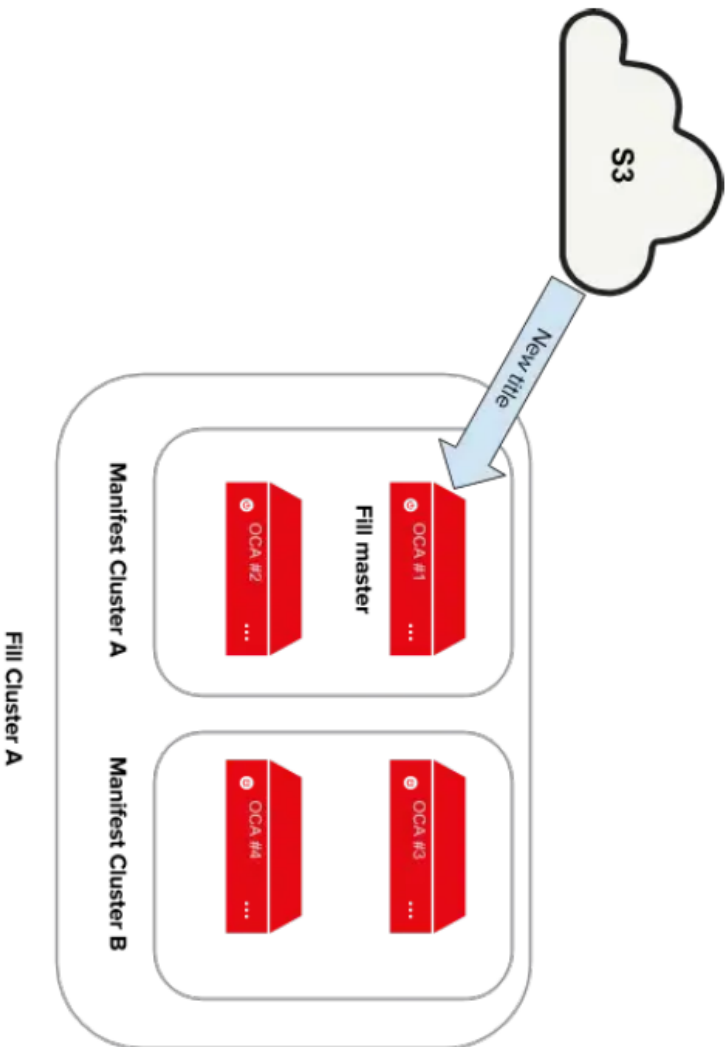 S3
New title
OCA #1
Fill master
OCA #2
Manifest Cluster A
OCA #3
OCA #4
Manifest Cluster B
Fill Cluster A